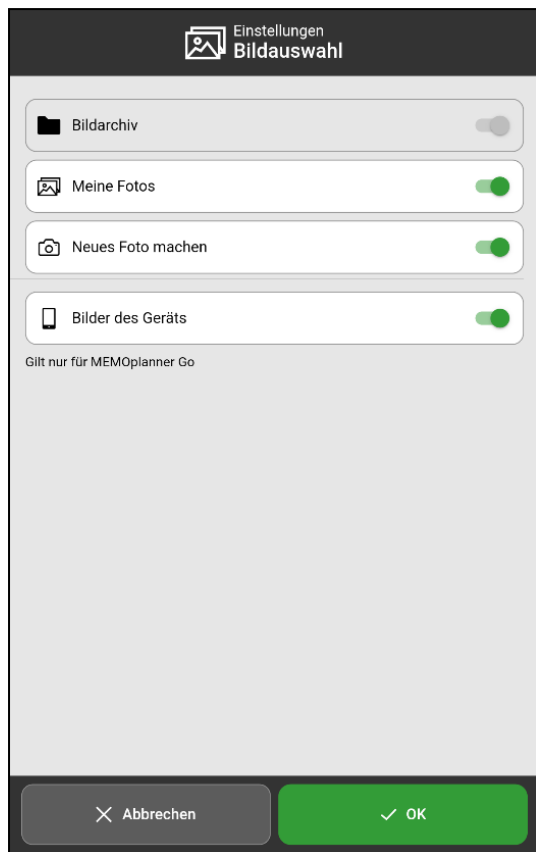 Einstellungen
Bildauswahl
Bildarchiv
Meine Fotos
Neues Foto machen
Bilder des Geräts
Gilt nur für MEMOplanner Go
Abbrechen
OK